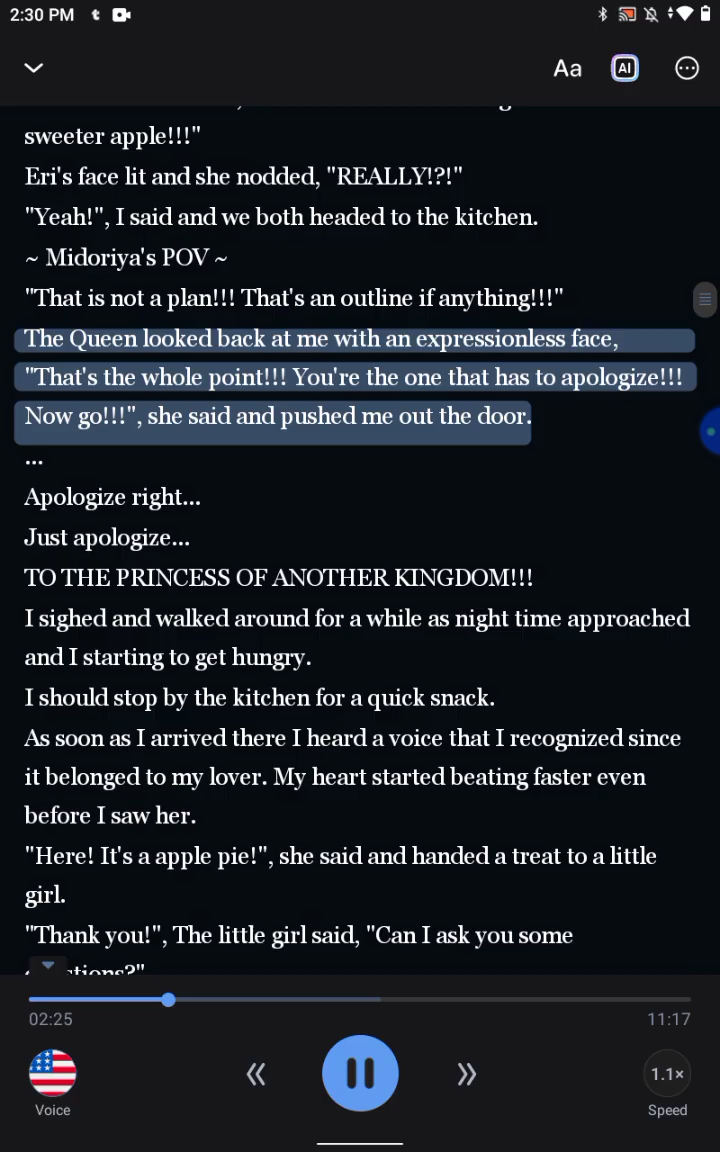 2:30 PM t
Aa AI
sweeter apple!!!"
Eri's face lit and she nodded, "REALLY!?!"
"Yeah!", I said and we both headed to the kitchen.
~ Midoriya's POV ~
"That is not a plan!!! That's an outline if anything!!!"
The Queen looked back at me with an expressionless face,
"That's the whole point!!! You're the one that has to apologize!!!
Now go!!!", she said and pushed me out the door.
...
Apologize right...
Just apologize...
TO THE PRINCESS OF ANOTHER KINGDOM!!!
I sighed and walked around for a while as night time approached
and I starting to get hungry.
I should stop by the kitchen for a quick snack.
As soon as I arrived there I heard a voice that I recognized since
it belonged to my lover. My heart started beating faster even
before I saw her.
"Here! It's a apple pie!", she said and handed a treat to a little
girl.
"Thank you!", The little girl said, "Can I ask you some
02:25 11:17
1.1×
Voice Speed